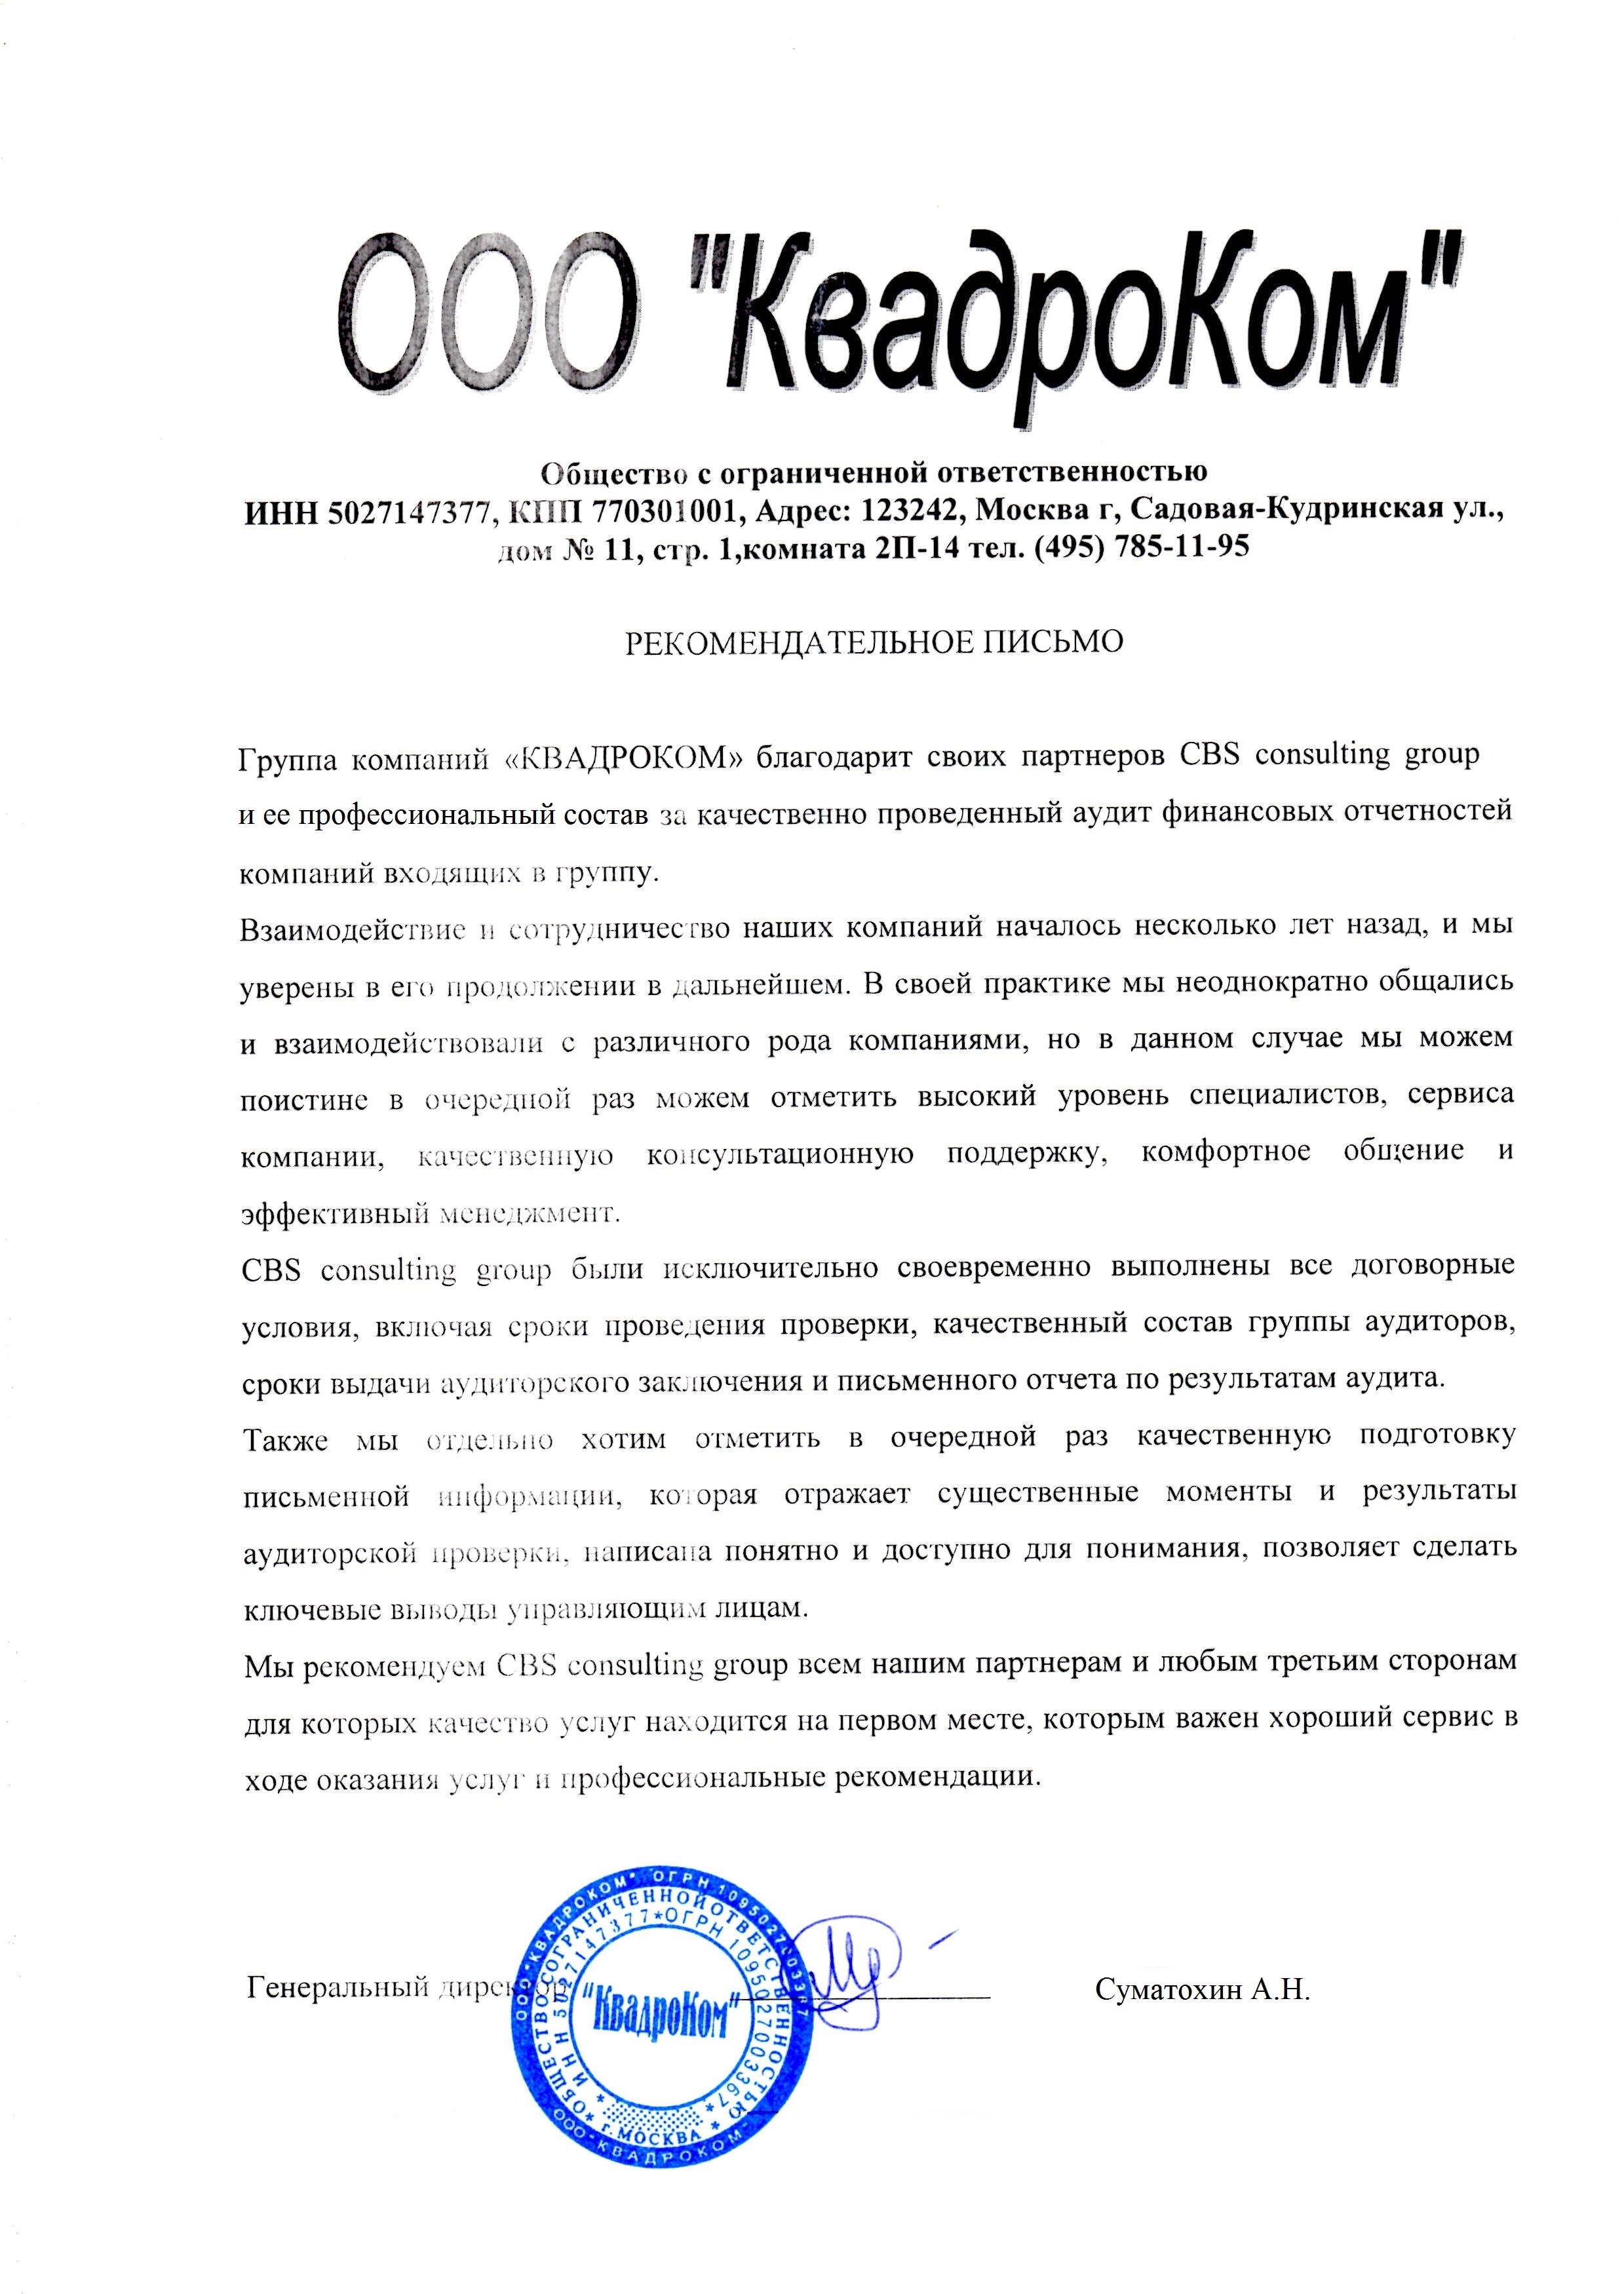 ООО "КвадроКом"
Общество с ограниченной ответственностью
ИНН 5027147377, КПП 770301001, Адрес: 123242, Москва г, Садовая-Кудринская ул.,
дом № 11, стр. 1,комната 2П-14 тел. (495) 785-11-95
РЕКОМЕНДАТЕЛЬНОЕ ПИСЬМО
Группа компаний «КВАДРОКОМ» благодарит своих партнеров CBS consulting group
и ее профессиональный состав за качественно проведенный аудит финансовых отчетностей
компаний входящих в группу.
Взаимодействие и сотрудничество наших компаний началось несколько лет назад, и мы
уверены в его продолжении в дальнейшем. В своей практике мы неоднократно общались
и взаимодействовали с различного рода компаниями, но в данном случае мы можем
поистине в очередной раз можем отметить высокий уровень специалистов, сервиса
компании, качественную консультационную поддержку, комфортное общение и
эффективный менеджмент.
CBS consulting group были исключительно своевременно выполнены все договорные
условия, включая сроки проведения проверки, качественный состав группы аудиторов,
сроки выдачи аудиторского заключения и письменного отчета по результатам аудита.
Также мы отдельно хотим отметить в очередной раз качественную подготовку
письменной информации, которая отражает существенные моменты и результаты
аудиторской проверки, написана понятно и доступно для понимания, позволяет сделать
ключевые выводы управляющим лицам.
Мы рекомендуем CBS consulting group всем нашим партнерам и любым третьим сторонам
для которых качество услуг находится на первом месте, которым важен хороший сервис в
ходе оказания услуг и профессиональные рекомендации.
Генеральный директор Суматохин А.Н.
ООО "КВАДРОКОМ" ОГРН 1095027003367
ОБЩЕСТВО С ОГРАНИЧЕННОЙ ОТВЕТСТВЕННОСТЬЮ
* ИНН 5027147377*ОГРН 1095027003367*
"КвадроКом"
* г.МОСКВА *
ООО "КВАДРОКОМ"